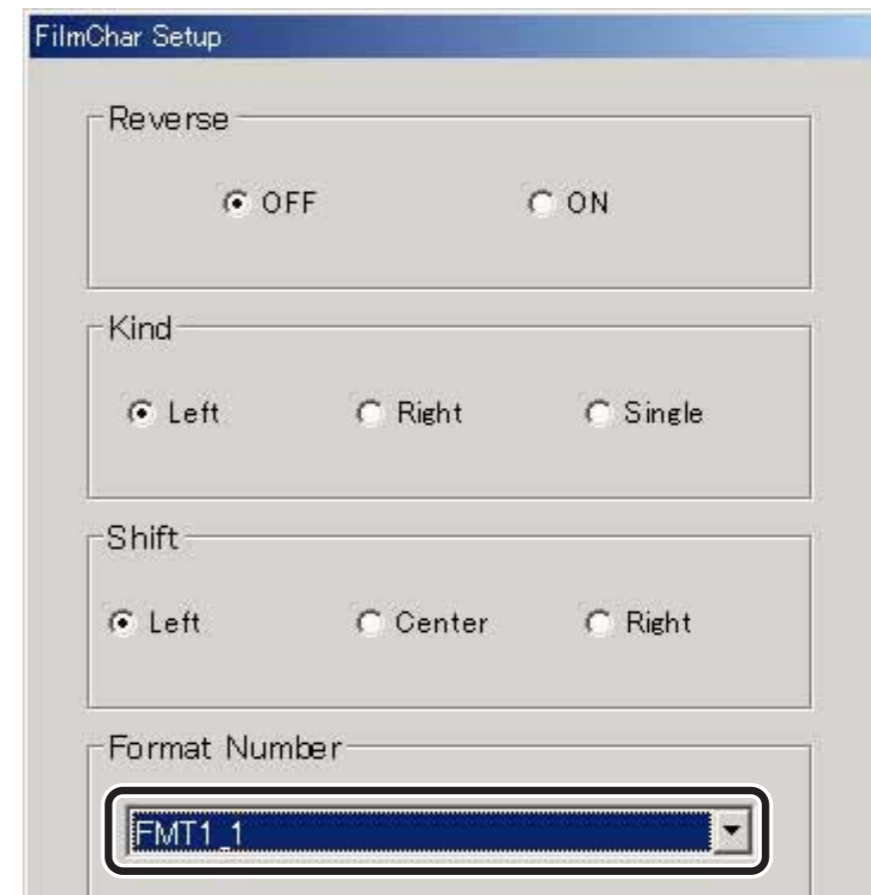 FilmChar Setup
Reverse
OFF ON
Kind
Left Right Single
Shift
Left Center Right
Format Number
FMT1_1